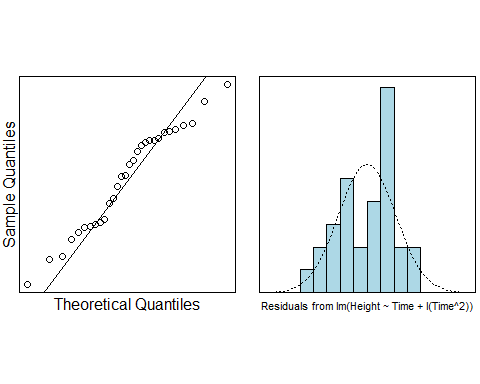 Sample Quantiles
Theoretical Quantiles
Residuals from lm(Height ~ Time + I(Time^2))